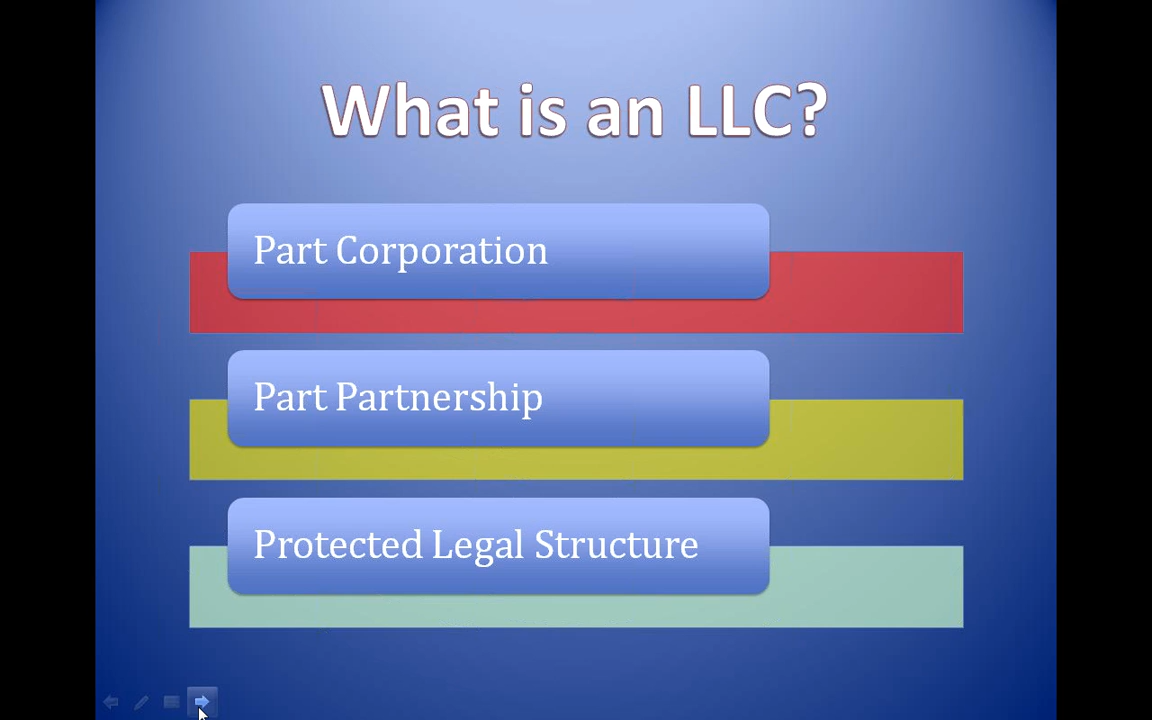 What is an LLC?
Part Corporation
Part Partnership
Protected Legal Structure